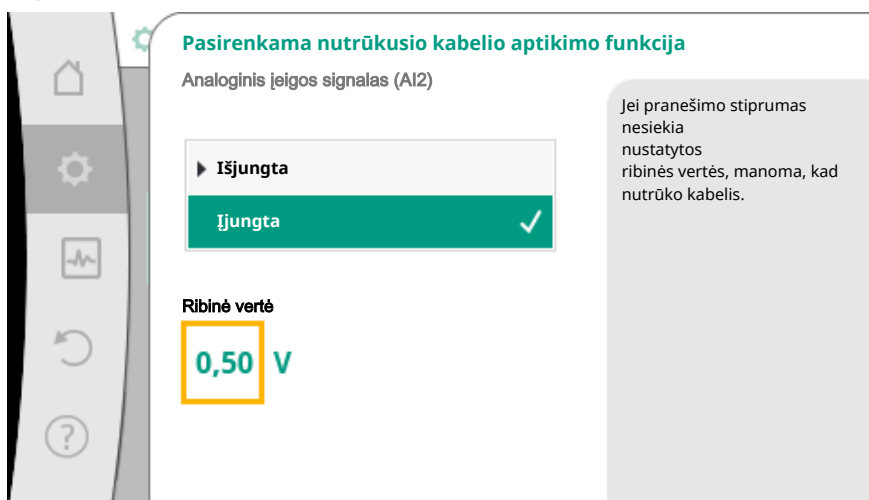 Pasirenkama nutrūkusio kabelio aptikimo funkcija
Analoginis įeigos signalas (AI2)
Išjungta
Įjungta
Ribinė vertė
0,50 V
Jei pranešimo stiprumas
nesiekia
nustatytos
ribinės vertės, manoma, kad
nutrūko kabelis.
?